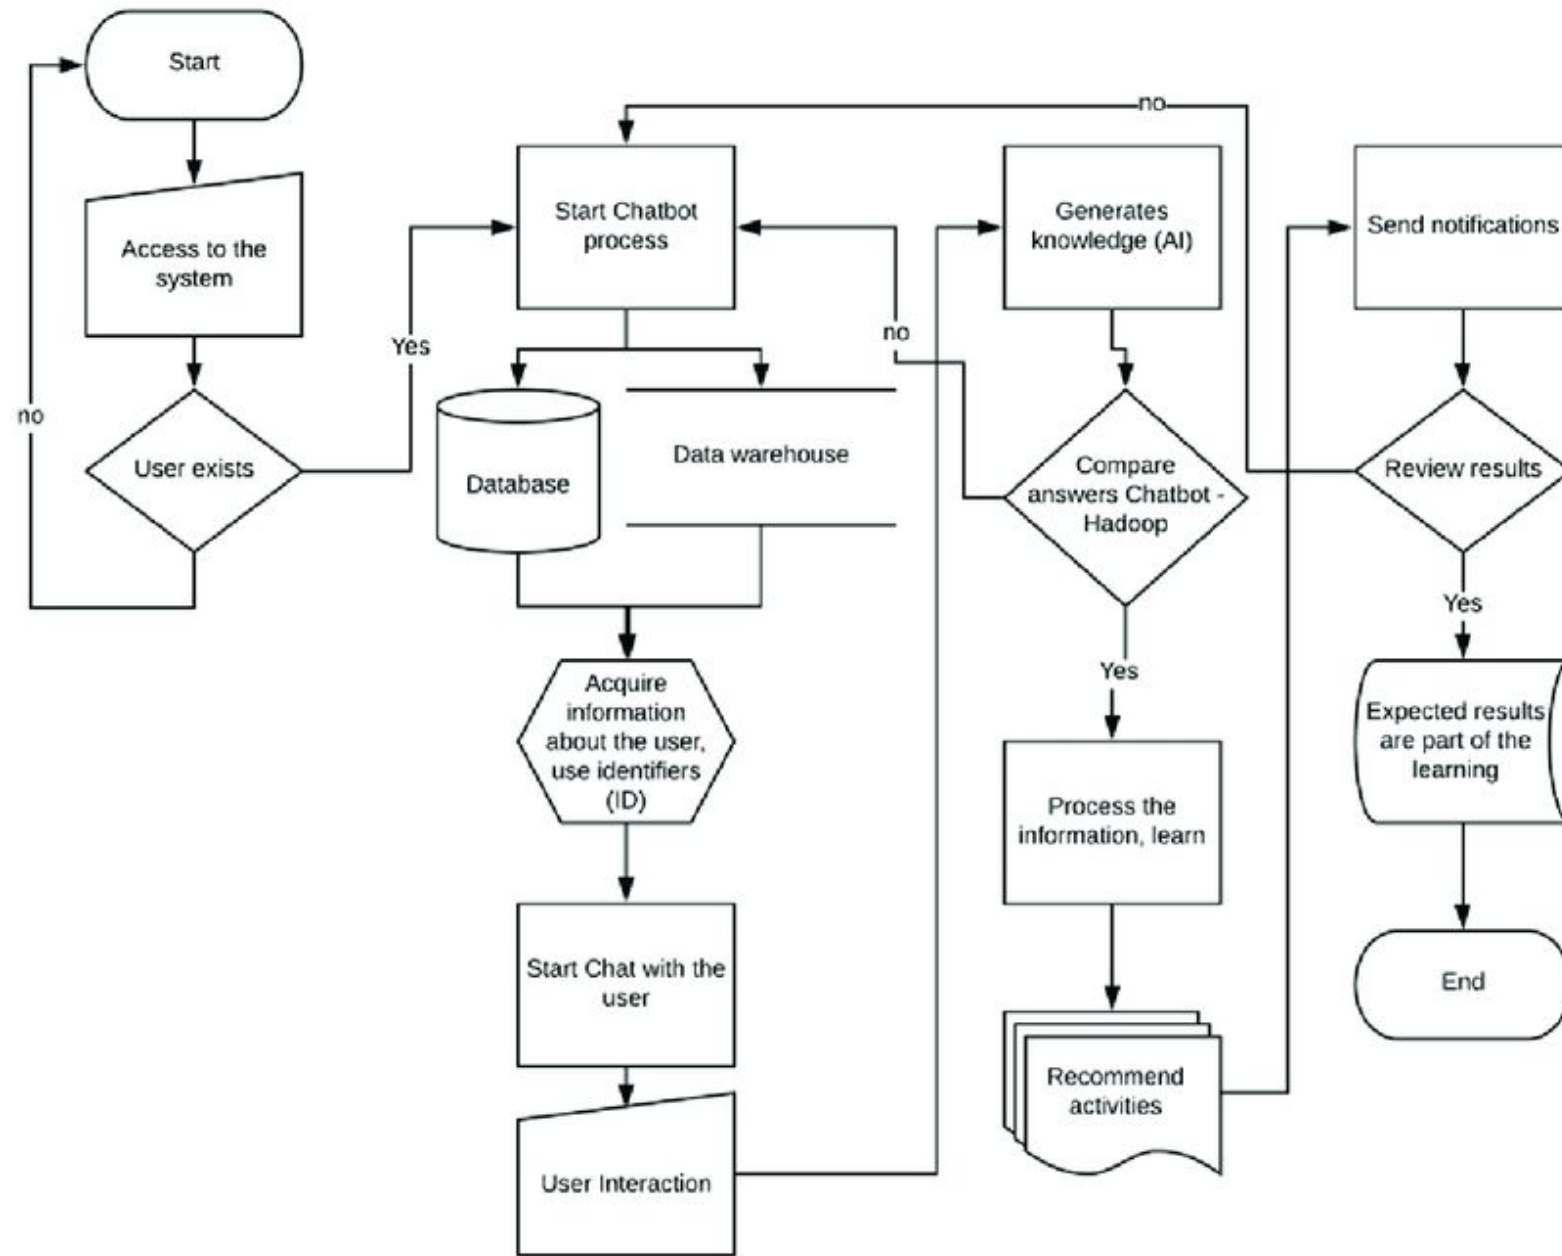 Start
Access to the
system
User exists
no
Yes
Start Chatbot
process
Database
Data warehouse
Acquire
information
about the user,
use identifiers
(ID)
Start Chat with the
user
User Interaction
no
no
Generates
knowledge (AI)
Compare
answers Chatbot -
Hadoop
Yes
Process the
information, learn
Recommend
activities
Send notifications
Review results
Yes
Expected results
are part of the
learning
End